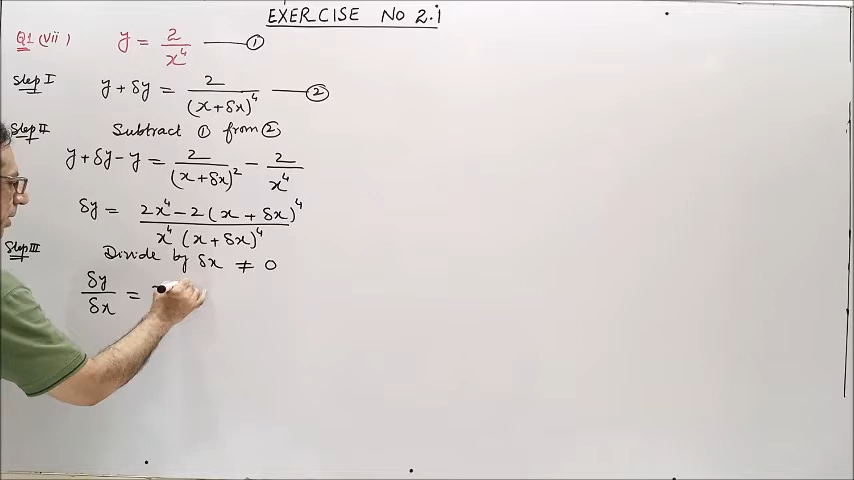 EXERCISE No 2.1
Q1 (vii) y = 2/x⁴ —— ①
Step I y + δy = 2/(x + δx)⁴ —— ②
Step II Subtract ① from ②
y + δy − y = 2/(x + δx)² − 2/x⁴
δy = 2x⁴ − 2(x + δx)⁴/x⁴(x + δx)⁴
Step III Divide by δx ≠ 0
δy/δx =